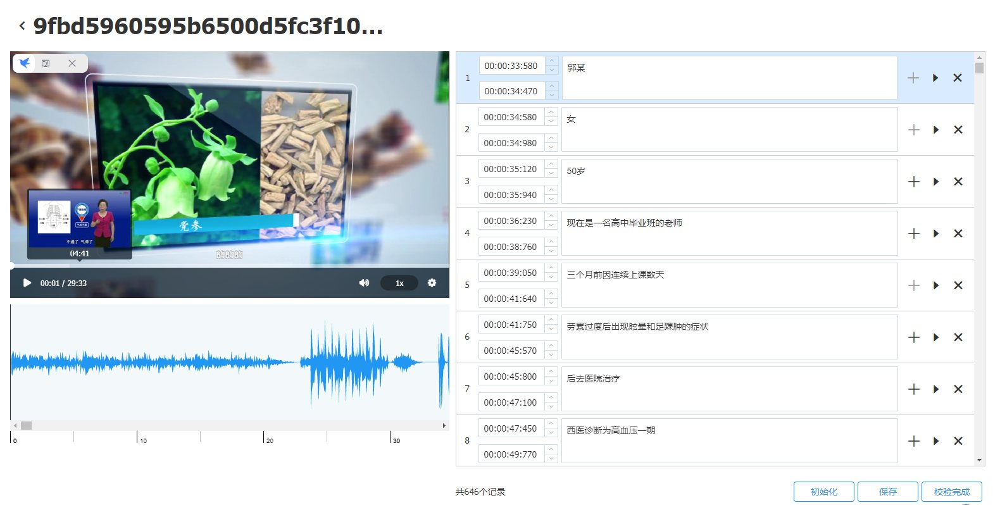 9fbd5960595b6500d5fc3f10...
TV
党参
不通了 气滞了
04:41
的的的
00:01 / 29:33
1x
0
10
20
30
1
00:00:33:580
00:00:34:470
郭某
2
00:00:34:580
00:00:34:980
女
3
00:00:35:120
00:00:35:940
50岁
4
00:00:36:230
00:00:38:760
现在是一名高中毕业班的老师
5
00:00:39:050
00:00:41:640
三个月前因连续上课数天
6
00:00:41:750
00:00:45:570
劳累过度后出现眩晕和足踝肿的症状
7
00:00:45:800
00:00:47:100
后去医院治疗
8
00:00:47:450
00:00:49:770
西医诊断为高血压一期
共646个记录
初始化
保存
校验完成